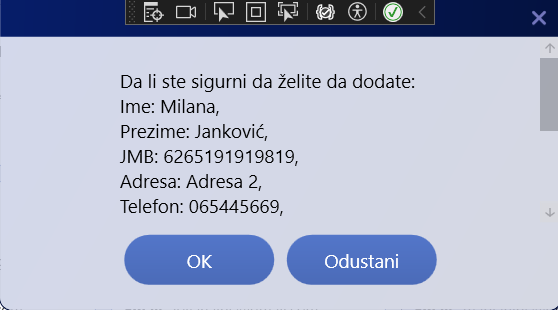 Da li ste sigurni da želite da dodate:
Ime: Milana,
Prezime: Janković,
JMB: 6265191919819,
Adresa: Adresa 2,
Telefon: 065445669,
OK
Odustani